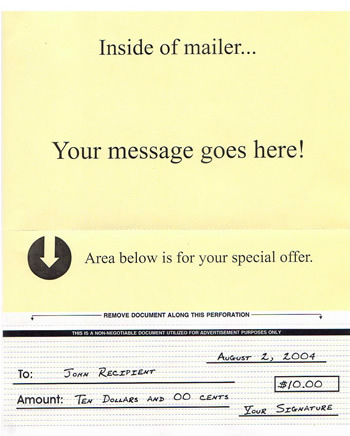 Inside of mailer...
Your message goes here!
Area below is for your special offer.
REMOVE DOCUMENT ALONG THIS PERFORATION
THIS IS A NON-NEGOTIABLE DOCUMENT UTILIZED FOR ADVERTISEMENT PURPOSES ONLY
AUGUST 2, 2004
To: JOHN RECIPIENT
$10.00
Amount: TEN DOLLARS AND 00 CENTS
YOUR SIGNATURE